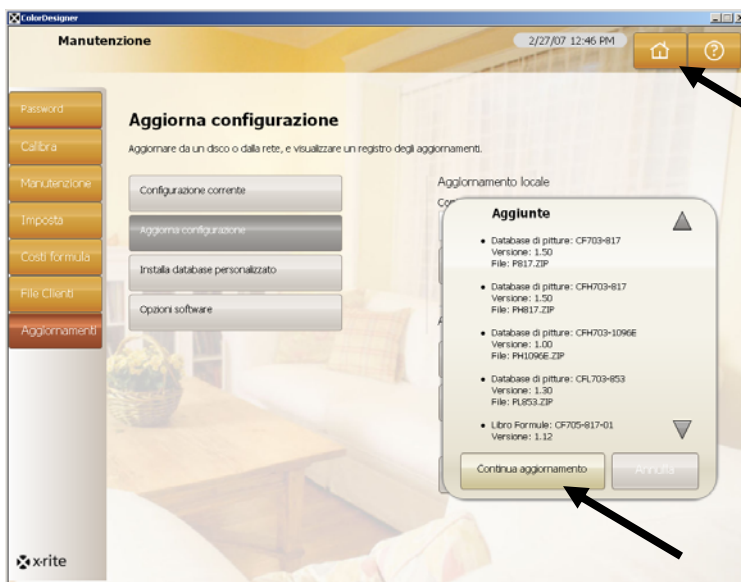 ColorDesigner
Manutenzione
2/27/07 12:46 PM
?
Password
Calibra
Manutenzione
Imposta
Costi formula
File Clienti
Aggiornamenti
Aggiorna configurazione
Aggiornare da un disco o dalla rete, e visualizzare un registro degli aggiornamenti.
Configurazione corrente
Aggiorna configurazione
Installa database personalizzato
Opzioni software
Aggiornamento locale
Aggiunte
• Database di pitture: CF703-817
Versione: 1.50
File: P817.ZIP
• Database di pitture: CFH703-817
Versione: 1.50
File: PH817.ZIP
• Database di pitture: CFH703-1096E
Versione: 1.00
File: PH1096E.ZIP
• Database di pitture: CFL703-853
Versione: 1.30
File: PL853.ZIP
• Libro Formule: CF705-817-01
Versione: 1.12
Continua aggiornamento
Annulla
x-rite